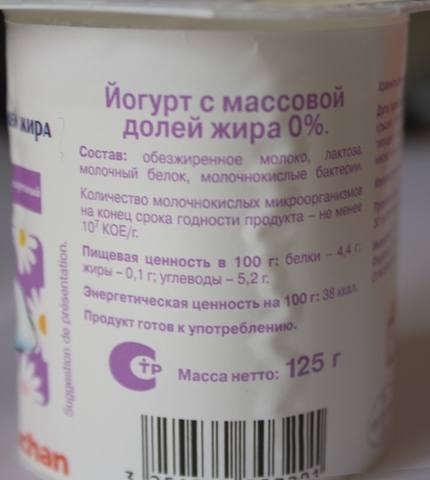 Йогурт с массовой
долей жира 0%.
Состав: обезжиренное молоко, лактоза,
молочный белок, молочнокислые бактерии.
Количество молочнокислых микроорганизмов
на конец срока годности продукта – не менее
10⁷ КОЕ/г.
Пищевая ценность в 100 г: белки – 4,4 г;
жиры – 0,1 г; углеводы – 5,2 г.
Энергетическая ценность на 100 г: 38 ккал.
Продукт готов к употреблению.
Масса нетто: 125 г
жира
Suggestion de présentation.